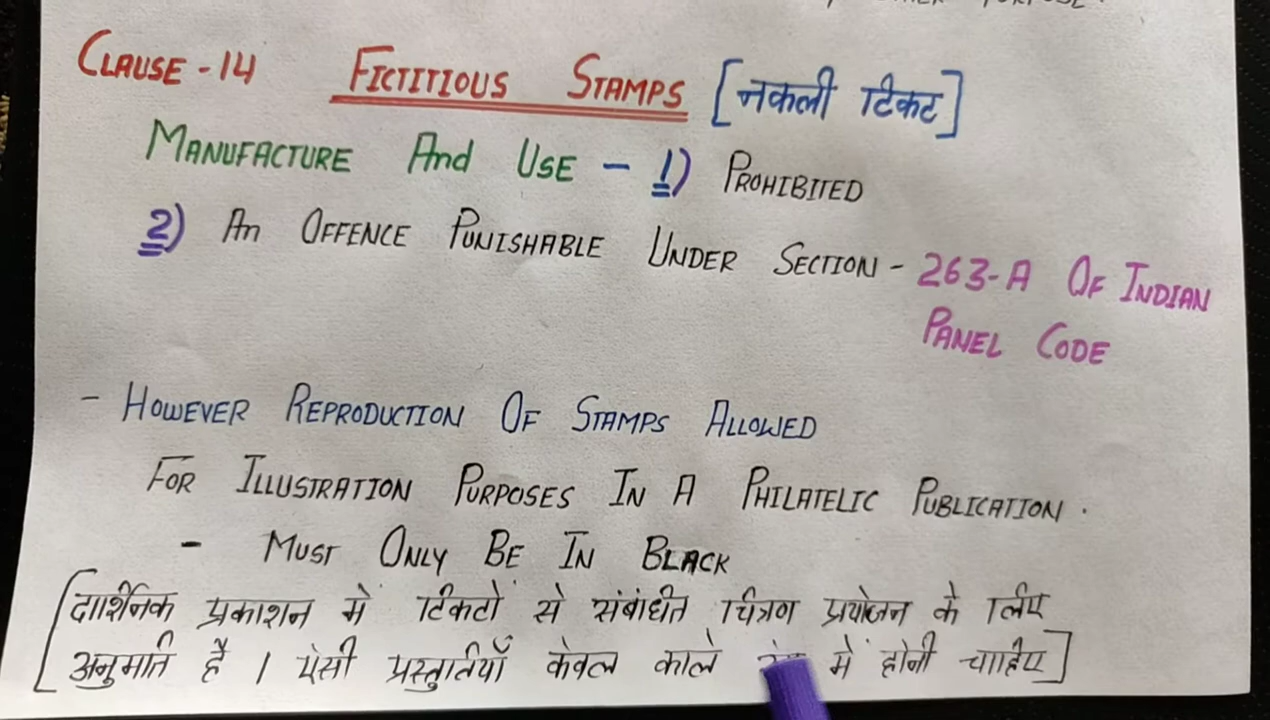 PURPOSE.
CLAUSE-14 FICTITIOUS STAMPS [नकली टिकट]
MANUFACTURE And USE - 1) PROHIBITED
2) An OFFENCE PUNISHABLE UNDER SECTION - 263-A OF INDIAN
PANEL CODE
- HOWEVER REPRODUCTION OF STAMPS ALLOWED
FOR ILLUSTRATION PURPOSES IN A PHILATELIC PUBLICATION.
- MUST ONLY BE IN BLACK
[दार्शनिक प्रकाशन में टिकटों से संबंधित चित्रण प्रयोजन के लिए
अनुमति है । ऐसी प्रस्तुतियाँ केवल काले में होनी चाहिए]